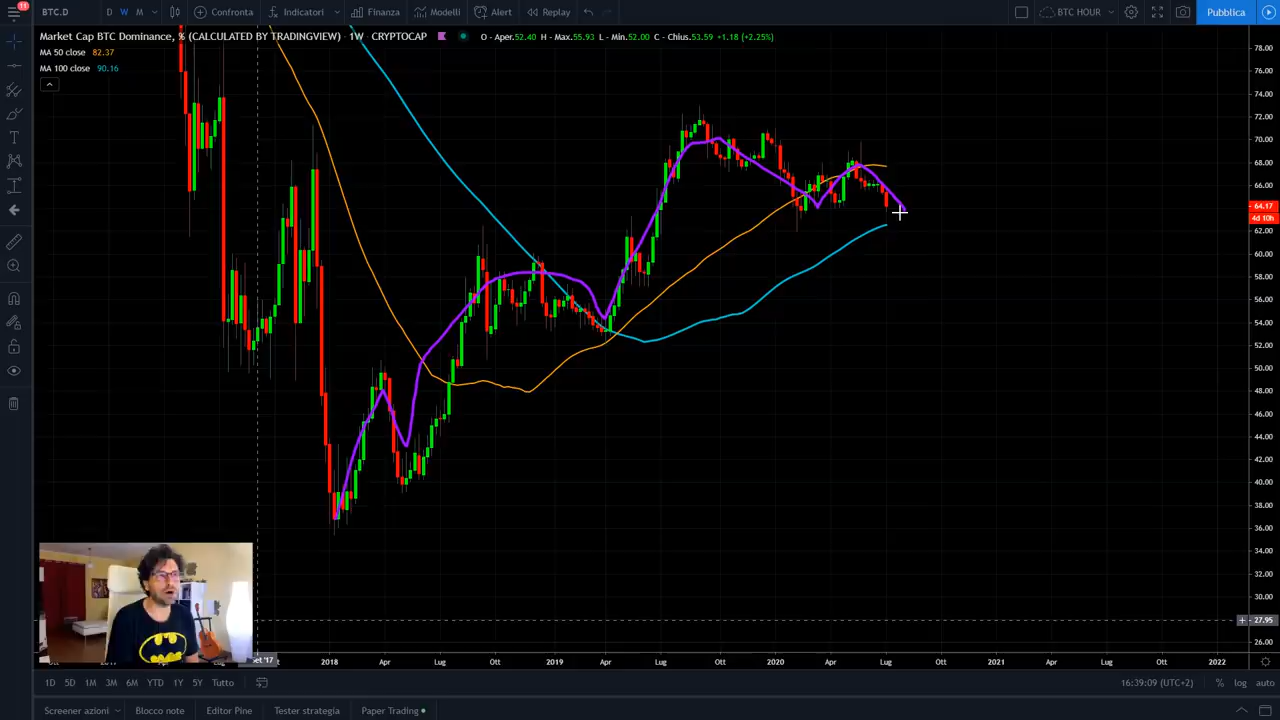 11
BTC.D
D W M
Confronta
Indicatori
Finanza
Modelli
Alert
Replay
BTC HOUR
Pubblica
Market Cap BTC Dominance, % (CALCULATED BY TRADINGVIEW) · 1W · CRYPTOCAP
O - Aper.52.40 H - Max.55.93 L - Min.52.00 C - Chius.53.59 +1.18 (+2.25%)
MA 50 close 82.37
MA 100 close 90.16
78.00
76.00
74.00
72.00
70.00
68.00
66.00
64.17
4d 10h
62.00
60.00
58.00
56.00
54.00
52.00
50.00
48.00
46.00
44.00
42.00
40.00
38.00
36.00
34.00
32.00
30.00
27.95
26.00
2018 Apr Lug Ott 2019 Apr Lug Ott 2020 Apr Lug Ott 2021 Apr Lug Ott 2022
1D 5D 1M 3M 6M YTD 1Y 5Y Tutto
16:39:09 (UTC+2)
% log auto
Screener azioni
Blocco note
Editor Pine
Tester strategia
Paper Trading